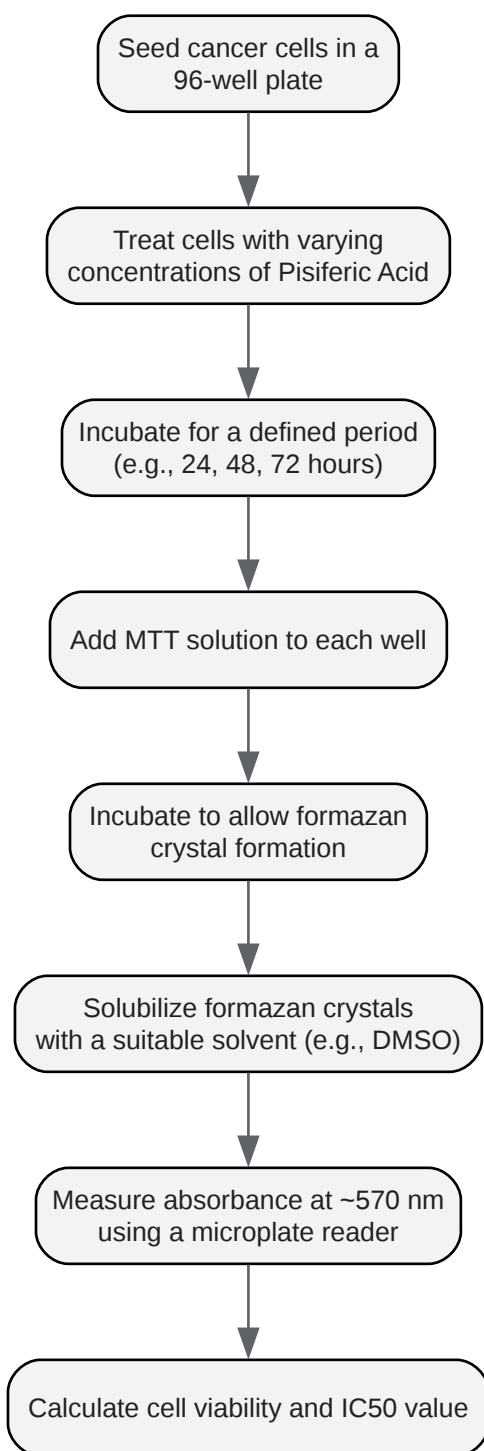 Seed cancer cells in a
96-well plate
Treat cells with varying
concentrations of Pisiferic Acid
Incubate for a defined period
(e.g., 24, 48, 72 hours)
Add MTT solution to each well
Incubate to allow formazan
crystal formation
Solubilize formazan crystals
with a suitable solvent (e.g., DMSO)
Measure absorbance at ~570 nm
using a microplate reader
Calculate cell viability and IC50 value